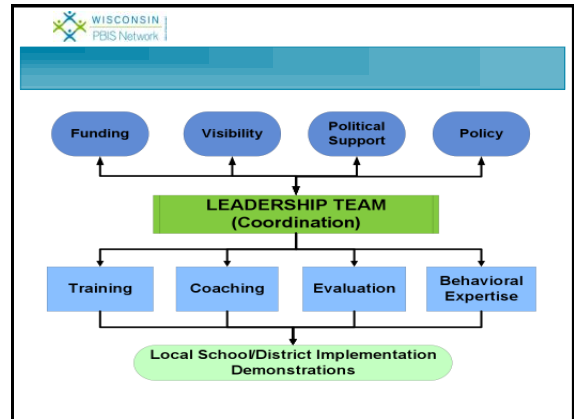 WISCONSIN
PBIS Network
Funding
Visibility
Political
Support
Policy
LEADERSHIP TEAM
(Coordination)
Training
Coaching
Evaluation
Behavioral
Expertise
Local School/District Implementation
Demonstrations